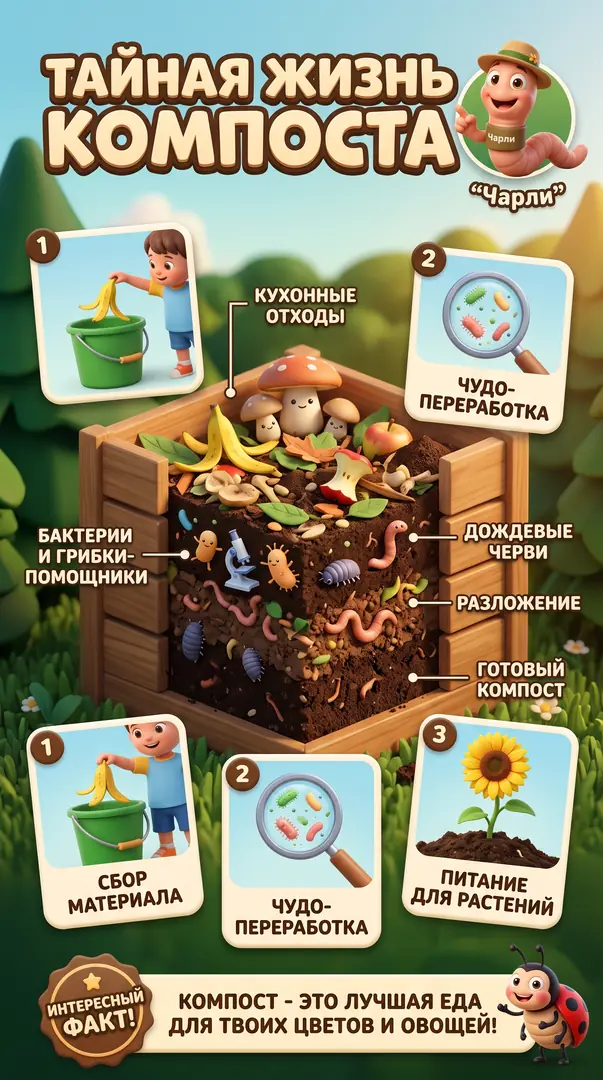 ТАЙНАЯ ЖИЗНЬ
КОМПОСТА
Чарли
"Чарли"
1
2
КУХОННЫЕ
ОТХОДЫ
ЧУДО-
ПЕРЕРАБОТКА
БАКТЕРИИ
И ГРИБКИ-
ПОМОЩНИКИ
ДОЖДЕВЫЕ
ЧЕРВИ
РАЗЛОЖЕНИЕ
ГОТОВЫЙ
КОМПОСТ
1
СБОР
МАТЕРИАЛА
2
ЧУДО-
ПЕРЕРАБОТКА
3
ПИТАНИЕ
ДЛЯ РАСТЕНИЙ
ИНТЕРЕСНЫЙ
ФАКТ!
КОМПОСТ - ЭТО ЛУЧШАЯ ЕДА
ДЛЯ ТВОИХ ЦВЕТОВ И ОВОЩЕЙ!